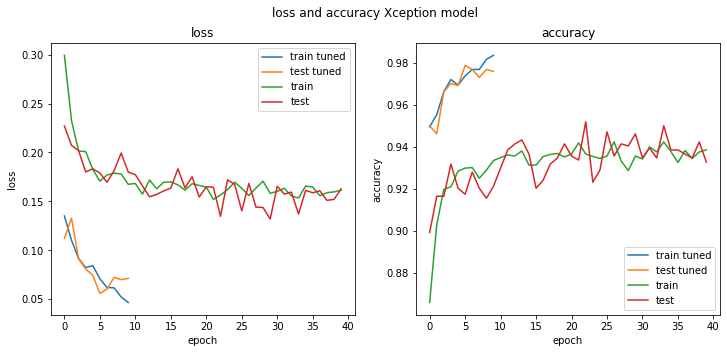 loss and accuracy Xception model
loss
0.30
0.25
0.20
0.15
0.10
0.05
loss
0 5 10 15 20 25 30 35 40
epoch
train tuned
test tuned
train
test
accuracy
0.98
0.96
0.94
0.92
0.90
0.88
accuracy
0 5 10 15 20 25 30 35 40
epoch
train tuned
test tuned
train
test